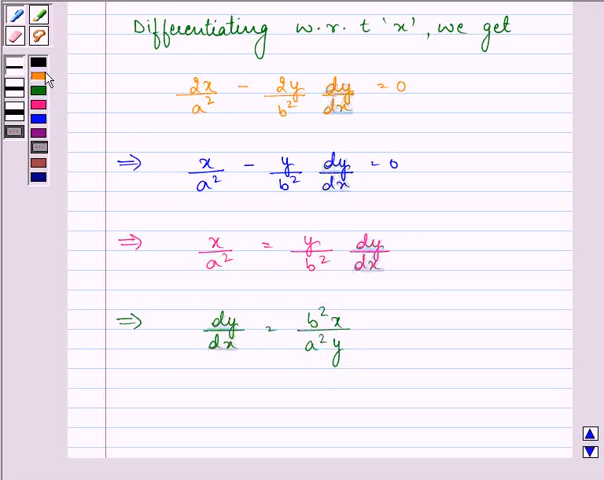 Differentiating w.r.t 'x', we get
2x/a² - 2y/b² dy/dx = 0
⇒ x/a² - y/b² dy/dx = 0
⇒ x/a² = y/b² dy/dx
⇒ dy/dx = b²x/a²y